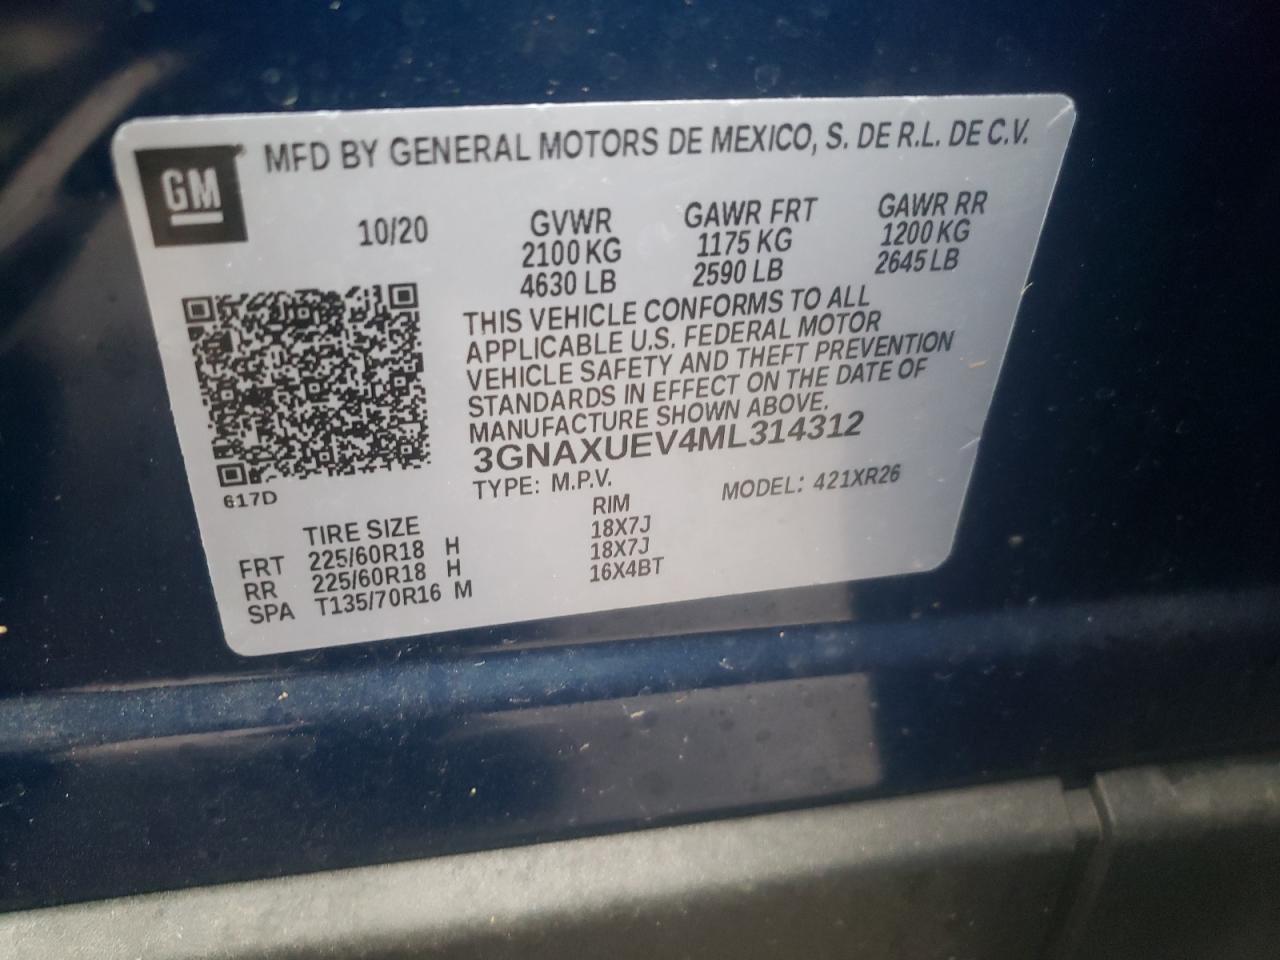 GM
MFD BY GENERAL MOTORS DE MEXICO, S. DE R.L. DE C.V.
10/20
GVWR GAWR FRT GAWR RR
2100 KG 1175 KG 1200 KG
4630 LB 2590 LB 2645 LB
THIS VEHICLE CONFORMS TO ALL
APPLICABLE U.S. FEDERAL MOTOR
VEHICLE SAFETY AND THEFT PREVENTION
STANDARDS IN EFFECT ON THE DATE OF
MANUFACTURE SHOWN ABOVE.
3GNAXUEV4ML314312
TYPE: M.P.V. MODEL: 421XR26
617D
TIRE SIZE RIM
FRT 225/60R18 H 18X7J
RR 225/60R18 H 18X7J
SPA T135/70R16 M 16X4BT